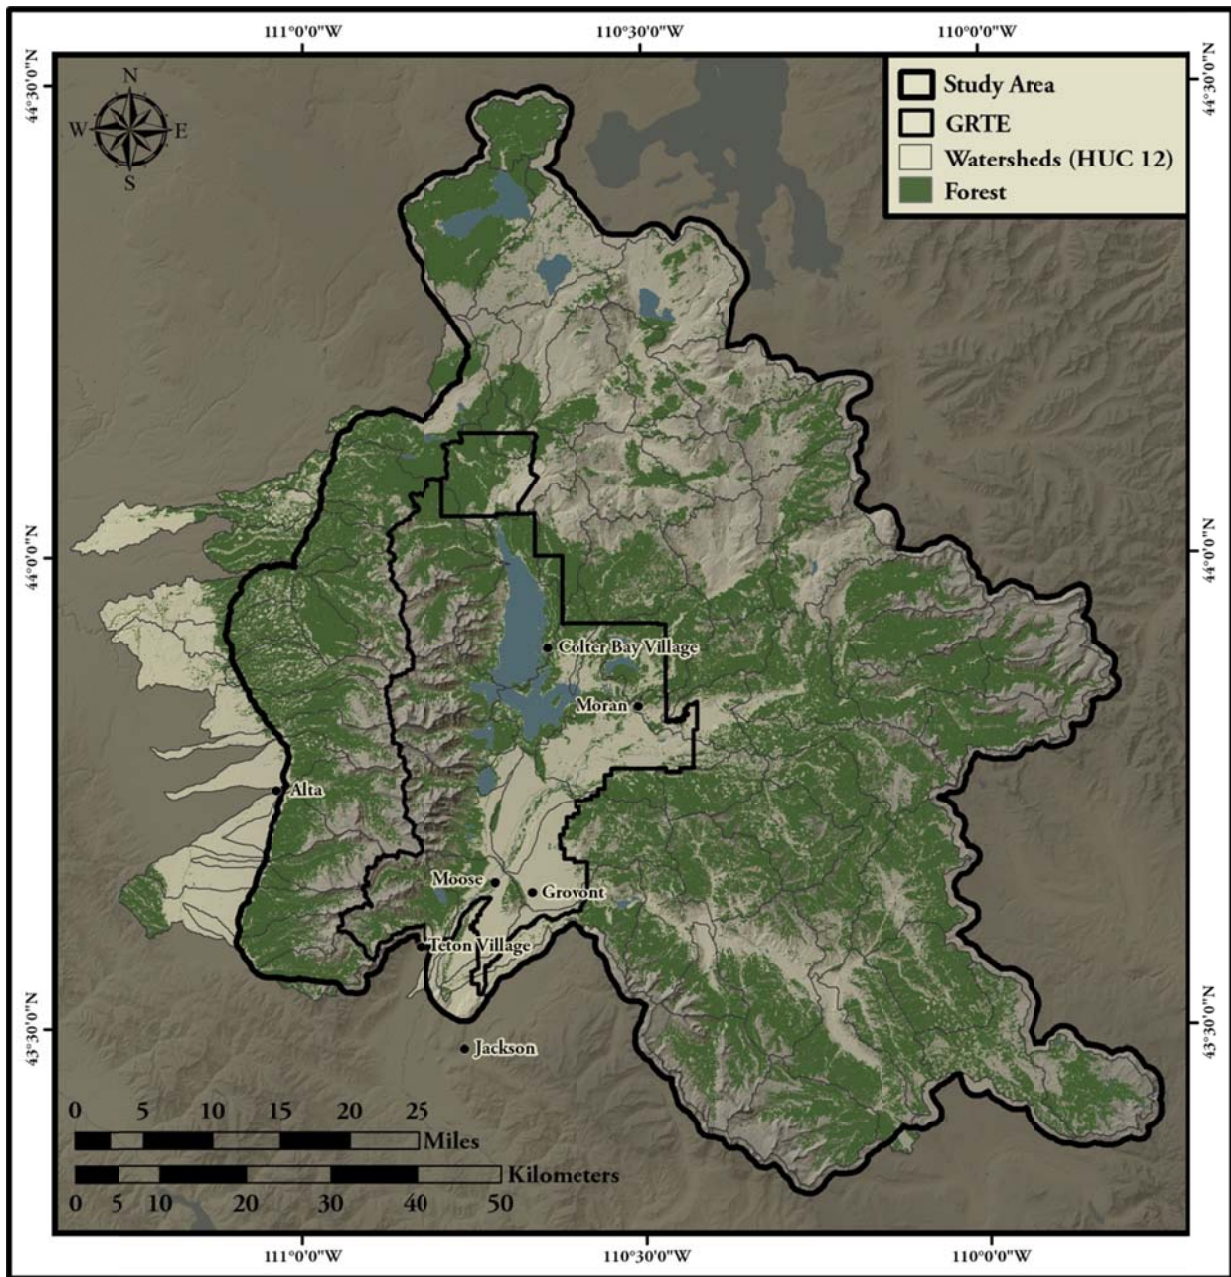 111°0'0"W 110°30'0"W 110°0'0"W
44°30'0"N 44°30'0"N
N
W E
S
Study Area
GRTE
Watersheds (HUC 12)
Forest
44°0'0"N 44°0'0"N
Colter Bay Village
Moran
Alta
Moose
Grovont
Teton Village
43°30'0"N 43°30'0"N
Jackson
0 5 10 15 20 25
Miles
Kilometers
0 5 10 20 30 40 50
111°0'0"W 110°30'0"W 110°0'0"W